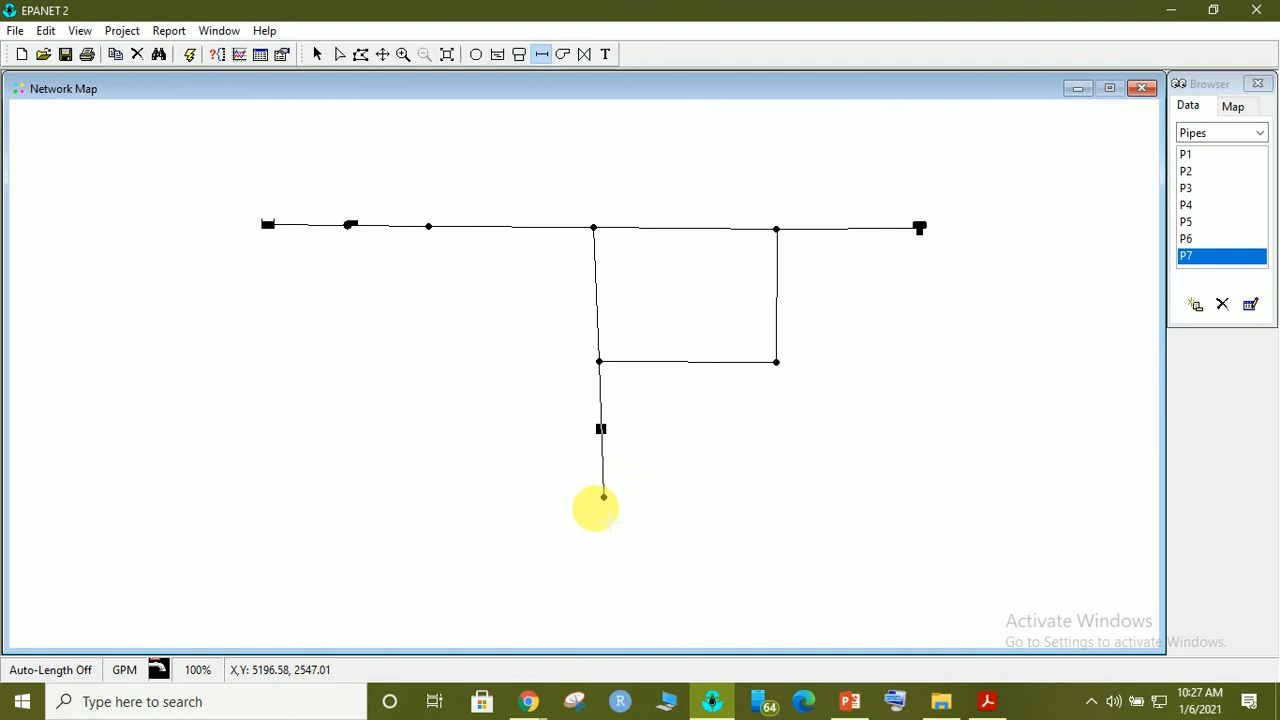 EPANET 2
File Edit View Project Report Window Help
T
Network Map
Browser
Data Map
Pipes
P1
P2
P3
P4
P5
P6
P7
Activate Windows
Go to Settings to activate Windows.
Auto-Length Off GPM 100% X,Y: 5196.58, 2547.01
Type here to search
R
64
10:27 AM
1/6/2021